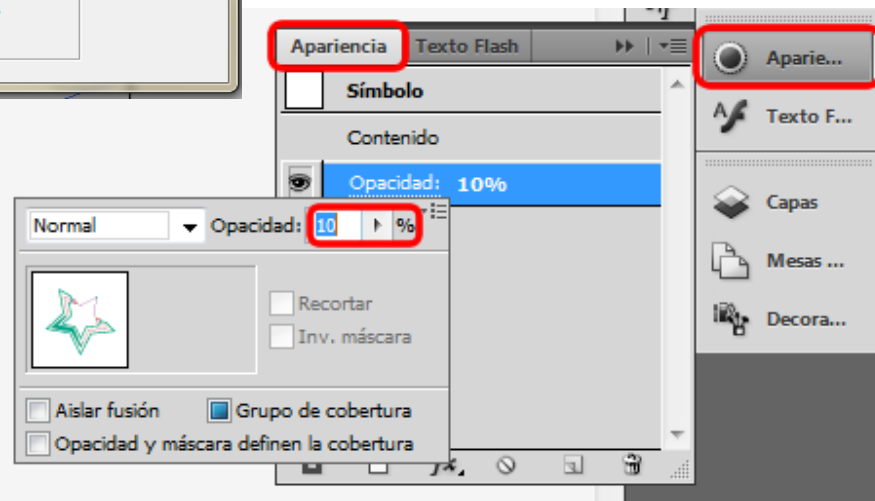 Apariencia
Texto Flash
Símbolo
Contenido
Opacidad: 10%
Normal
Opacidad: 10 %
Recortar
Inv. máscara
Aislar fusión
Grupo de cobertura
Opacidad y máscara definen la cobertura
fx
Aparie...
Texto F...
Capas
Mesas ...
Decora...